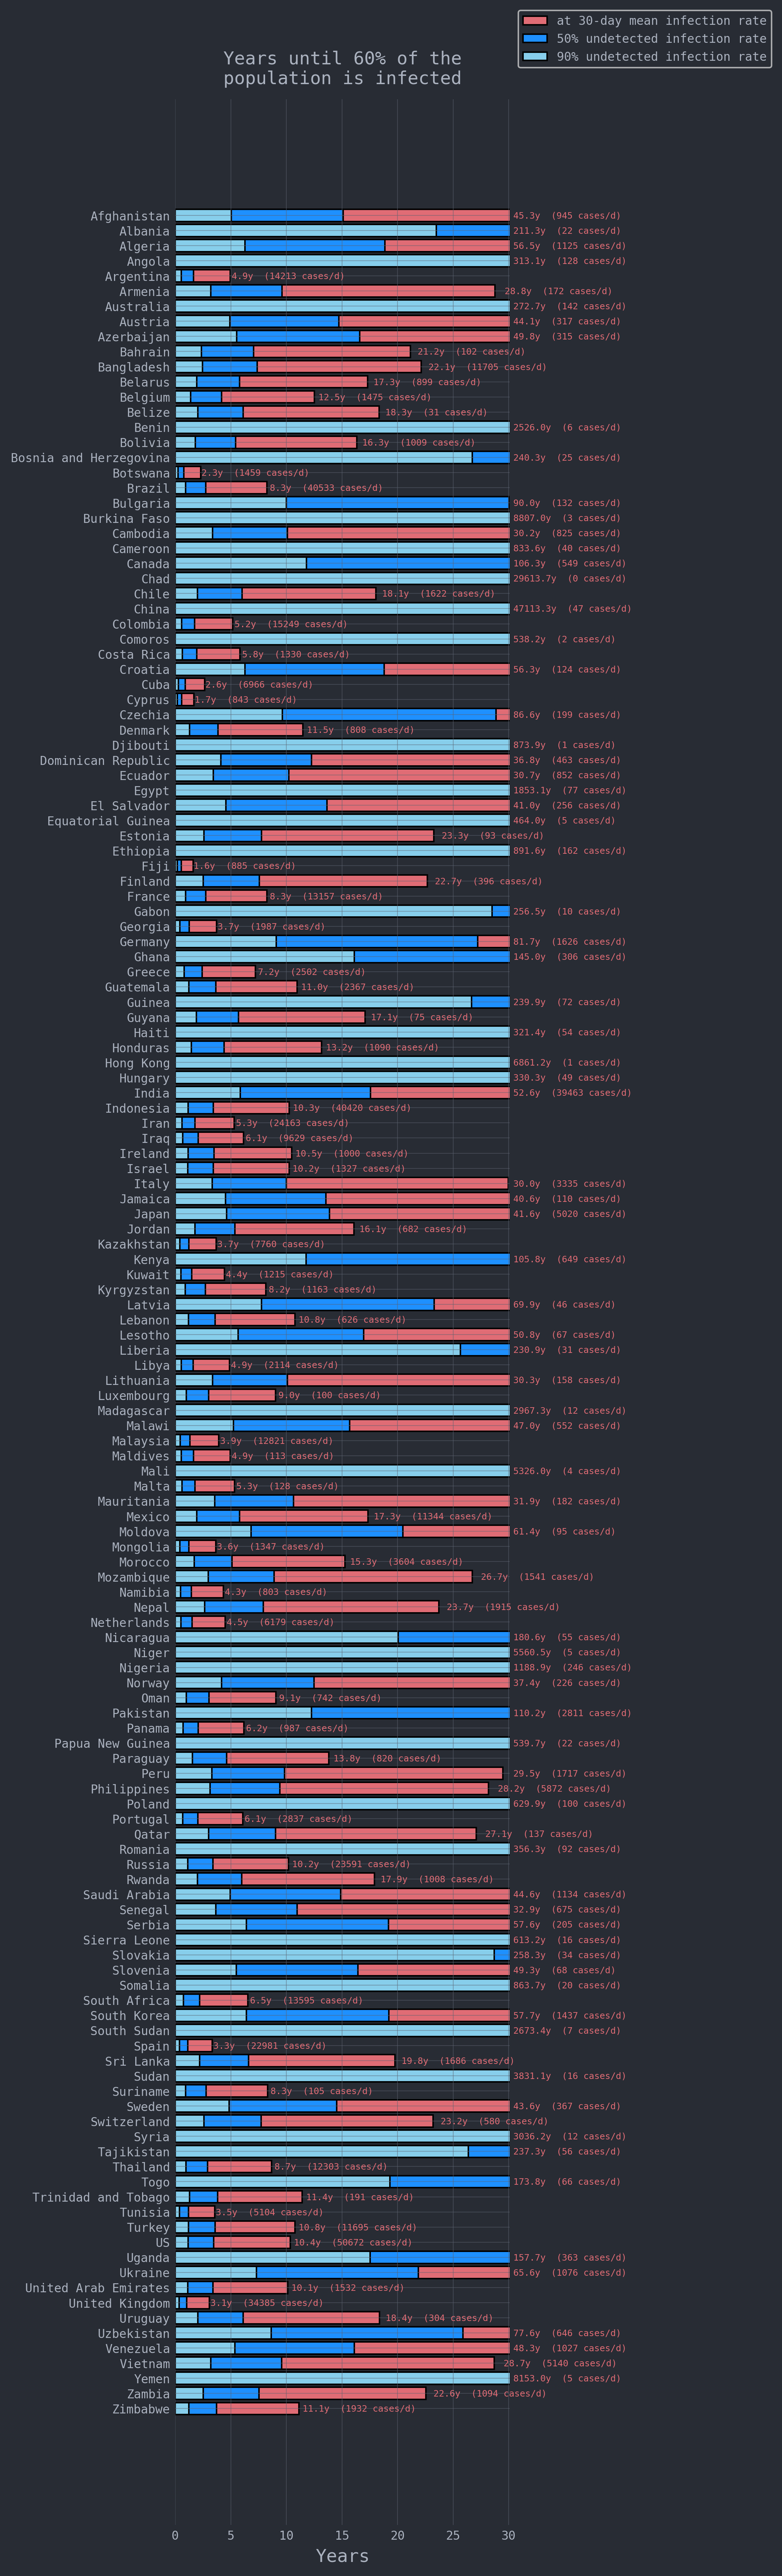 at 30-day mean infection rate
50% undetected infection rate
90% undetected infection rate
Years until 60% of the
population is infected
Afghanistan 45.3y (945 cases/d)
Albania 211.3y (22 cases/d)
Algeria 56.5y (1125 cases/d)
Angola 313.1y (128 cases/d)
Argentina 4.9y (14213 cases/d)
Armenia 28.8y (172 cases/d)
Australia 272.7y (142 cases/d)
Austria 44.1y (317 cases/d)
Azerbaijan 49.8y (315 cases/d)
Bahrain 21.2y (102 cases/d)
Bangladesh 22.1y (11705 cases/d)
Belarus 17.3y (899 cases/d)
Belgium 12.5y (1475 cases/d)
Belize 18.3y (31 cases/d)
Benin 2526.0y (6 cases/d)
Bolivia 16.3y (1009 cases/d)
Bosnia and Herzegovina 240.3y (25 cases/d)
Botswana 2.3y (1459 cases/d)
Brazil 8.3y (40533 cases/d)
Bulgaria 90.0y (132 cases/d)
Burkina Faso 8807.0y (3 cases/d)
Cambodia 30.2y (825 cases/d)
Cameroon 833.6y (40 cases/d)
Canada 106.3y (549 cases/d)
Chad 29613.7y (0 cases/d)
Chile 18.1y (1622 cases/d)
China 47113.3y (47 cases/d)
Colombia 5.2y (15249 cases/d)
Comoros 538.2y (2 cases/d)
Costa Rica 5.8y (1330 cases/d)
Croatia 56.3y (124 cases/d)
Cuba 2.6y (6966 cases/d)
Cyprus 1.7y (843 cases/d)
Czechia 86.6y (199 cases/d)
Denmark 11.5y (808 cases/d)
Djibouti 873.9y (1 cases/d)
Dominican Republic 36.8y (463 cases/d)
Ecuador 30.7y (852 cases/d)
Egypt 1853.1y (77 cases/d)
El Salvador 41.0y (256 cases/d)
Equatorial Guinea 464.0y (5 cases/d)
Estonia 23.3y (93 cases/d)
Ethiopia 891.6y (162 cases/d)
Fiji 1.6y (885 cases/d)
Finland 22.7y (396 cases/d)
France 8.3y (13157 cases/d)
Gabon 256.5y (10 cases/d)
Georgia 3.7y (1987 cases/d)
Germany 81.7y (1626 cases/d)
Ghana 145.0y (306 cases/d)
Greece 7.2y (2502 cases/d)
Guatemala 11.0y (2367 cases/d)
Guinea 239.9y (72 cases/d)
Guyana 17.1y (75 cases/d)
Haiti 321.4y (54 cases/d)
Honduras 13.2y (1090 cases/d)
Hong Kong 6861.2y (1 cases/d)
Hungary 330.3y (49 cases/d)
India 52.6y (39463 cases/d)
Indonesia 10.3y (40420 cases/d)
Iran 5.3y (24163 cases/d)
Iraq 6.1y (9629 cases/d)
Ireland 10.5y (1000 cases/d)
Israel 10.2y (1327 cases/d)
Italy 30.0y (3335 cases/d)
Jamaica 40.6y (110 cases/d)
Japan 41.6y (5020 cases/d)
Jordan 16.1y (682 cases/d)
Kazakhstan 3.7y (7760 cases/d)
Kenya 105.8y (649 cases/d)
Kuwait 4.4y (1215 cases/d)
Kyrgyzstan 8.2y (1163 cases/d)
Latvia 69.9y (46 cases/d)
Lebanon 10.8y (626 cases/d)
Lesotho 50.8y (67 cases/d)
Liberia 230.9y (31 cases/d)
Libya 4.9y (2114 cases/d)
Lithuania 30.3y (158 cases/d)
Luxembourg 9.0y (100 cases/d)
Madagascar 2967.3y (12 cases/d)
Malawi 47.0y (552 cases/d)
Malaysia 3.9y (12821 cases/d)
Maldives 4.9y (113 cases/d)
Mali 5326.0y (4 cases/d)
Malta 5.3y (128 cases/d)
Mauritania 31.9y (182 cases/d)
Mexico 17.3y (11344 cases/d)
Moldova 61.4y (95 cases/d)
Mongolia 3.6y (1347 cases/d)
Morocco 15.3y (3604 cases/d)
Mozambique 26.7y (1541 cases/d)
Namibia 4.3y (803 cases/d)
Nepal 23.7y (1915 cases/d)
Netherlands 4.5y (6179 cases/d)
Nicaragua 180.6y (55 cases/d)
Niger 5560.5y (5 cases/d)
Nigeria 1188.9y (246 cases/d)
Norway 37.4y (226 cases/d)
Oman 9.1y (742 cases/d)
Pakistan 110.2y (2811 cases/d)
Panama 6.2y (987 cases/d)
Papua New Guinea 539.7y (22 cases/d)
Paraguay 13.8y (820 cases/d)
Peru 29.5y (1717 cases/d)
Philippines 28.2y (5872 cases/d)
Poland 629.9y (100 cases/d)
Portugal 6.1y (2837 cases/d)
Qatar 27.1y (137 cases/d)
Romania 356.3y (92 cases/d)
Russia 10.2y (23591 cases/d)
Rwanda 17.9y (1008 cases/d)
Saudi Arabia 44.6y (1134 cases/d)
Senegal 32.9y (675 cases/d)
Serbia 57.6y (205 cases/d)
Sierra Leone 613.2y (16 cases/d)
Slovakia 258.3y (34 cases/d)
Slovenia 49.3y (68 cases/d)
Somalia 863.7y (20 cases/d)
South Africa 6.5y (13595 cases/d)
South Korea 57.7y (1437 cases/d)
South Sudan 2673.4y (7 cases/d)
Spain 3.3y (22981 cases/d)
Sri Lanka 19.8y (1686 cases/d)
Sudan 3831.1y (16 cases/d)
Suriname 8.3y (105 cases/d)
Sweden 43.6y (367 cases/d)
Switzerland 23.2y (580 cases/d)
Syria 3036.2y (12 cases/d)
Tajikistan 237.3y (56 cases/d)
Thailand 8.7y (12303 cases/d)
Togo 173.8y (66 cases/d)
Trinidad and Tobago 11.4y (191 cases/d)
Tunisia 3.5y (5104 cases/d)
Turkey 10.8y (11695 cases/d)
US 10.4y (50672 cases/d)
Uganda 157.7y (363 cases/d)
Ukraine 65.6y (1076 cases/d)
United Arab Emirates 10.1y (1532 cases/d)
United Kingdom 3.1y (34385 cases/d)
Uruguay 18.4y (304 cases/d)
Uzbekistan 77.6y (646 cases/d)
Venezuela 48.3y (1027 cases/d)
Vietnam 28.7y (5140 cases/d)
Yemen 8153.0y (5 cases/d)
Zambia 22.6y (1094 cases/d)
Zimbabwe 11.1y (1932 cases/d)
0 5 10 15 20 25 30
Years